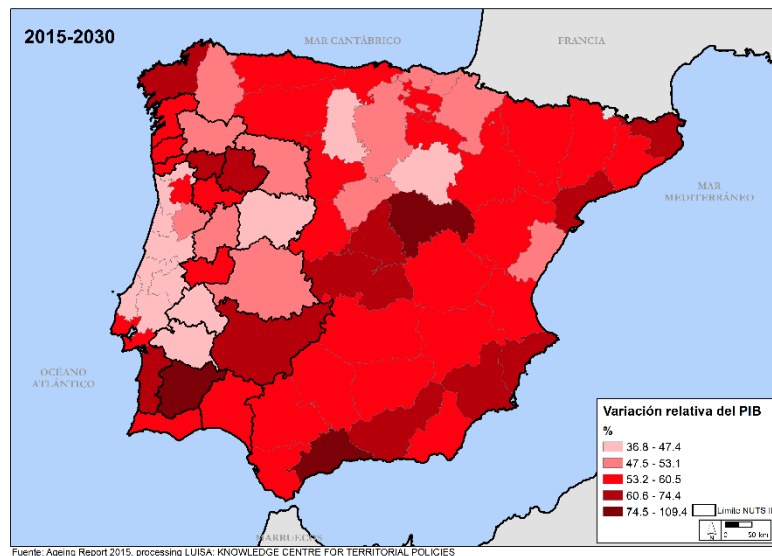 2015-2030
MAR CANTÁBRICO
FRANCIA
MAR
MEDITERRÁNEO
OCÉANO
ATLÁNTICO
MARRUECOS
Variación relativa del PIB
%
36.8 - 47.4
47.5 - 53.1
53.2 - 60.5
60.6 - 74.4
74.5 - 109.4
Límite NUTS II
0 50 km
Fuente: Ageing Report 2015, processing LUISA: KNOWLEDGE CENTRE FOR TERRITORIAL POLICIES